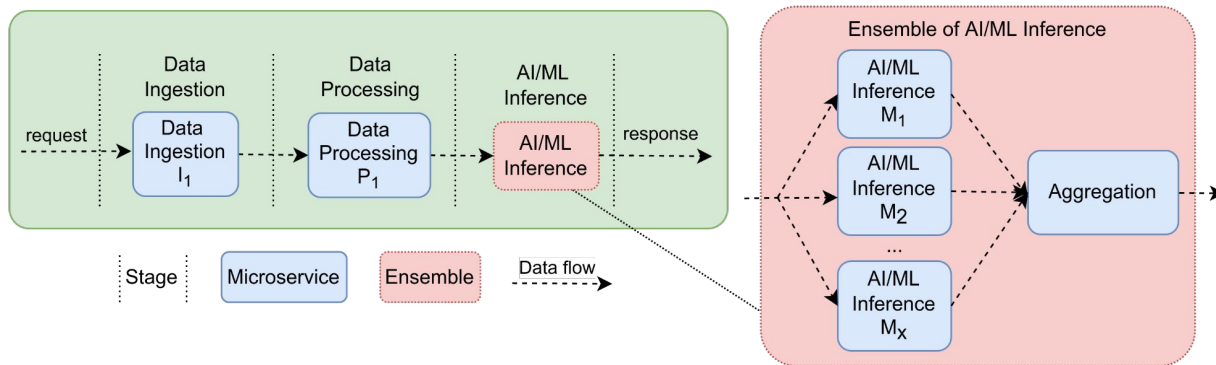 Data
Ingestion
Data
Processing
AI/ML
Inference
request
Data
Ingestion
I1
Data
Processing
P1
AI/ML
Inference
response
Stage
Microservice
Ensemble
Data flow
Ensemble of AI/ML Inference
AI/ML
Inference
M1
AI/ML
Inference
M2
...
AI/ML
Inference
Mx
Aggregation